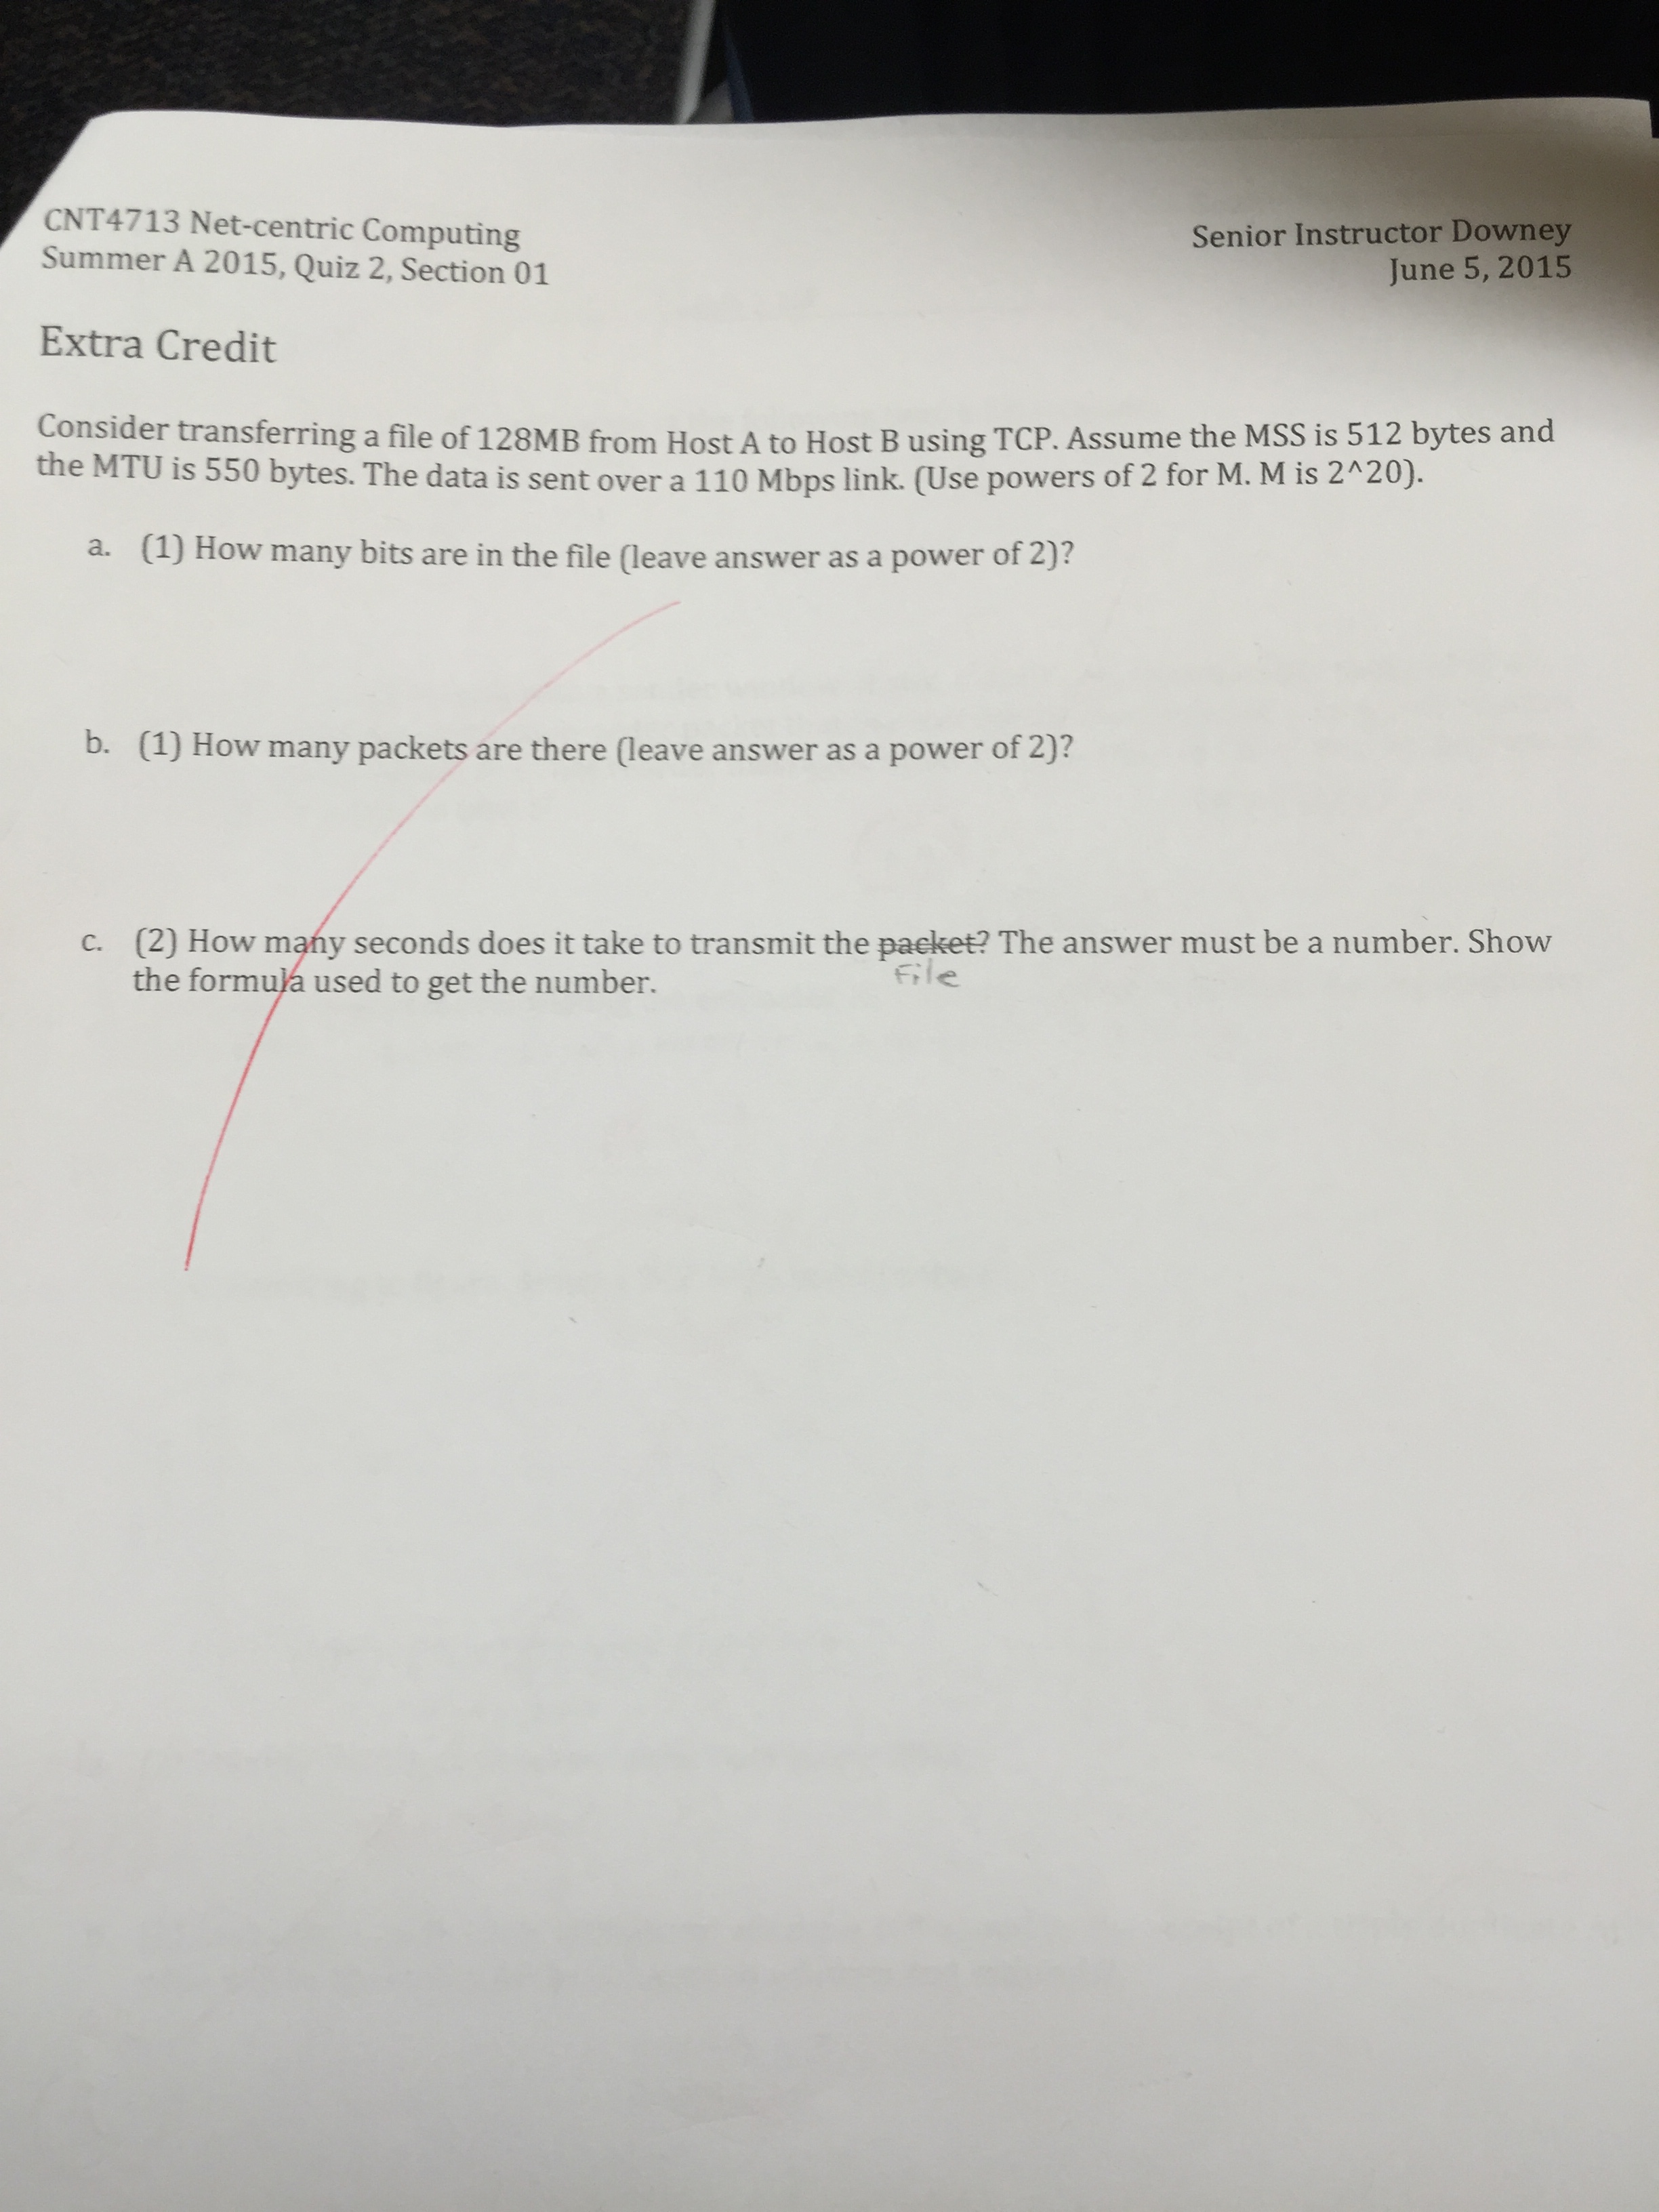 CNT4713 Net-centric Computing
Senior Instructor Downey
Summer A 2015, Quiz 2, Section 01
June 5, 2015
Extra Credit
Consider transferring a file of 128MB from Host A to Host B using TCP. Assume the MSS is 512 bytes and
the MTU is 550 bytes. The data is sent over a 110 Mbps link. (Use powers of 2 for M. M is 2^20).
a. (1) How many bits are in the file (leave answer as a power of 2)?
b. (1) How many packets are there (leave answer as a power of 2)?
c. (2) How many seconds does it take to transmit the packet? The answer must be a number. Show
File
the formula used to get the number.